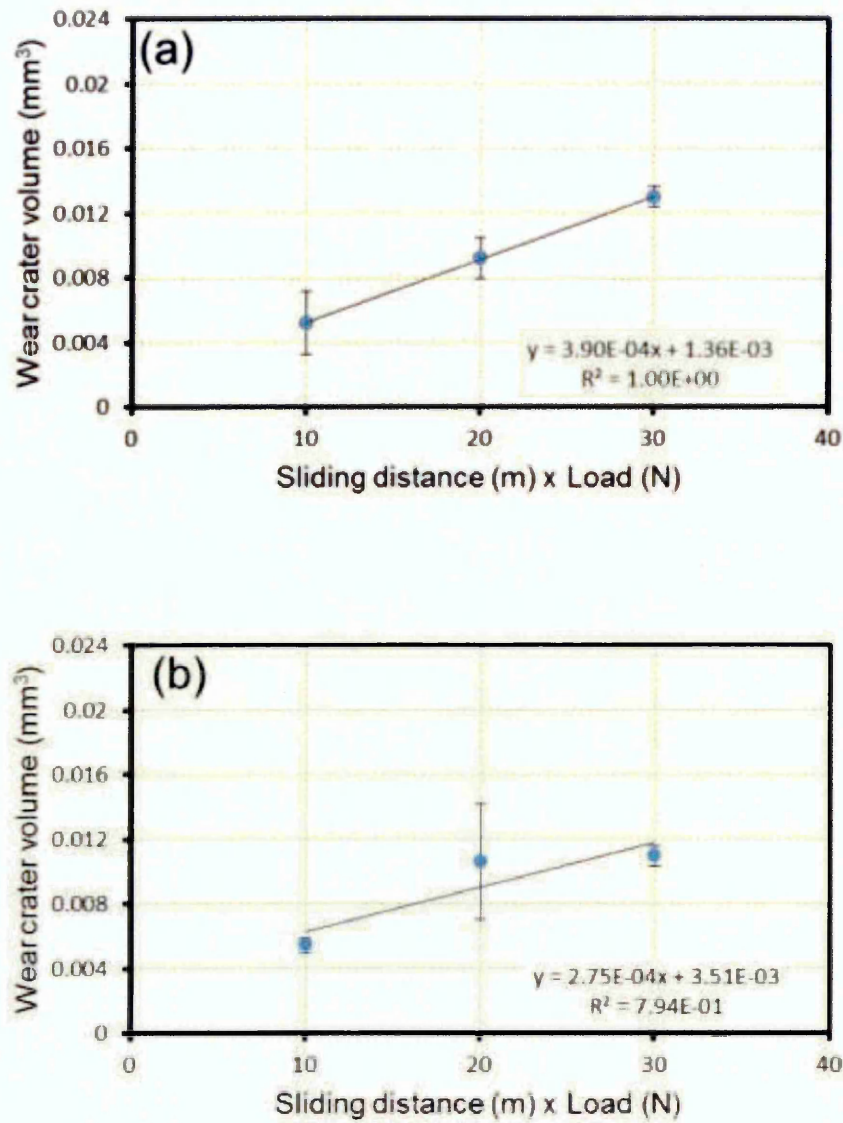 (a)
Wear crater volume (mm³)
0.024
0.02
0.016
0.012
0.008
0.004
0
y = 3.90E-04x + 1.36E-03
R² = 1.00E+00
0 10 20 30 40
Sliding distance (m) x Load (N)
(b)
Wear crater volume (mm³)
0.024
0.02
0.016
0.012
0.008
0.004
0
y = 2.75E-04x + 3.51E-03
R² = 7.94E-01
0 10 20 30 40
Sliding distance (m) x Load (N)